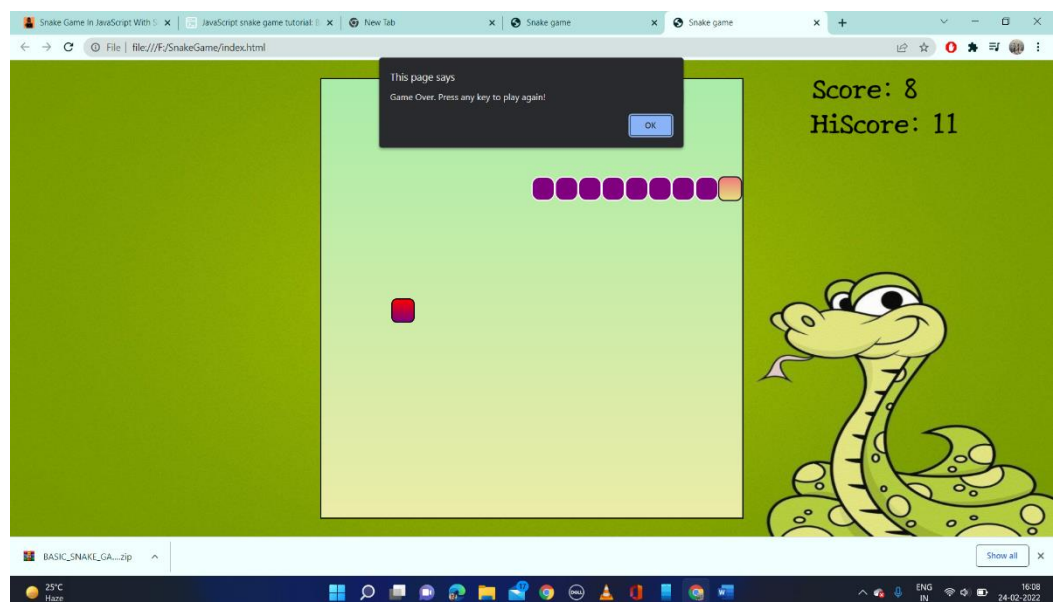 Snake Game In JavaScript With S
JavaScript snake game tutorial: B
New Tab
Snake game
Snake game
File
file:///F:/SnakeGame/index.html
This page says
Game Over. Press any key to play again!
OK
Score: 8
HiScore: 11
BASIC_SNAKE_GA....zip
Show all
25°C
Haze
DELL
ENG
IN
16:08
24-02-2022